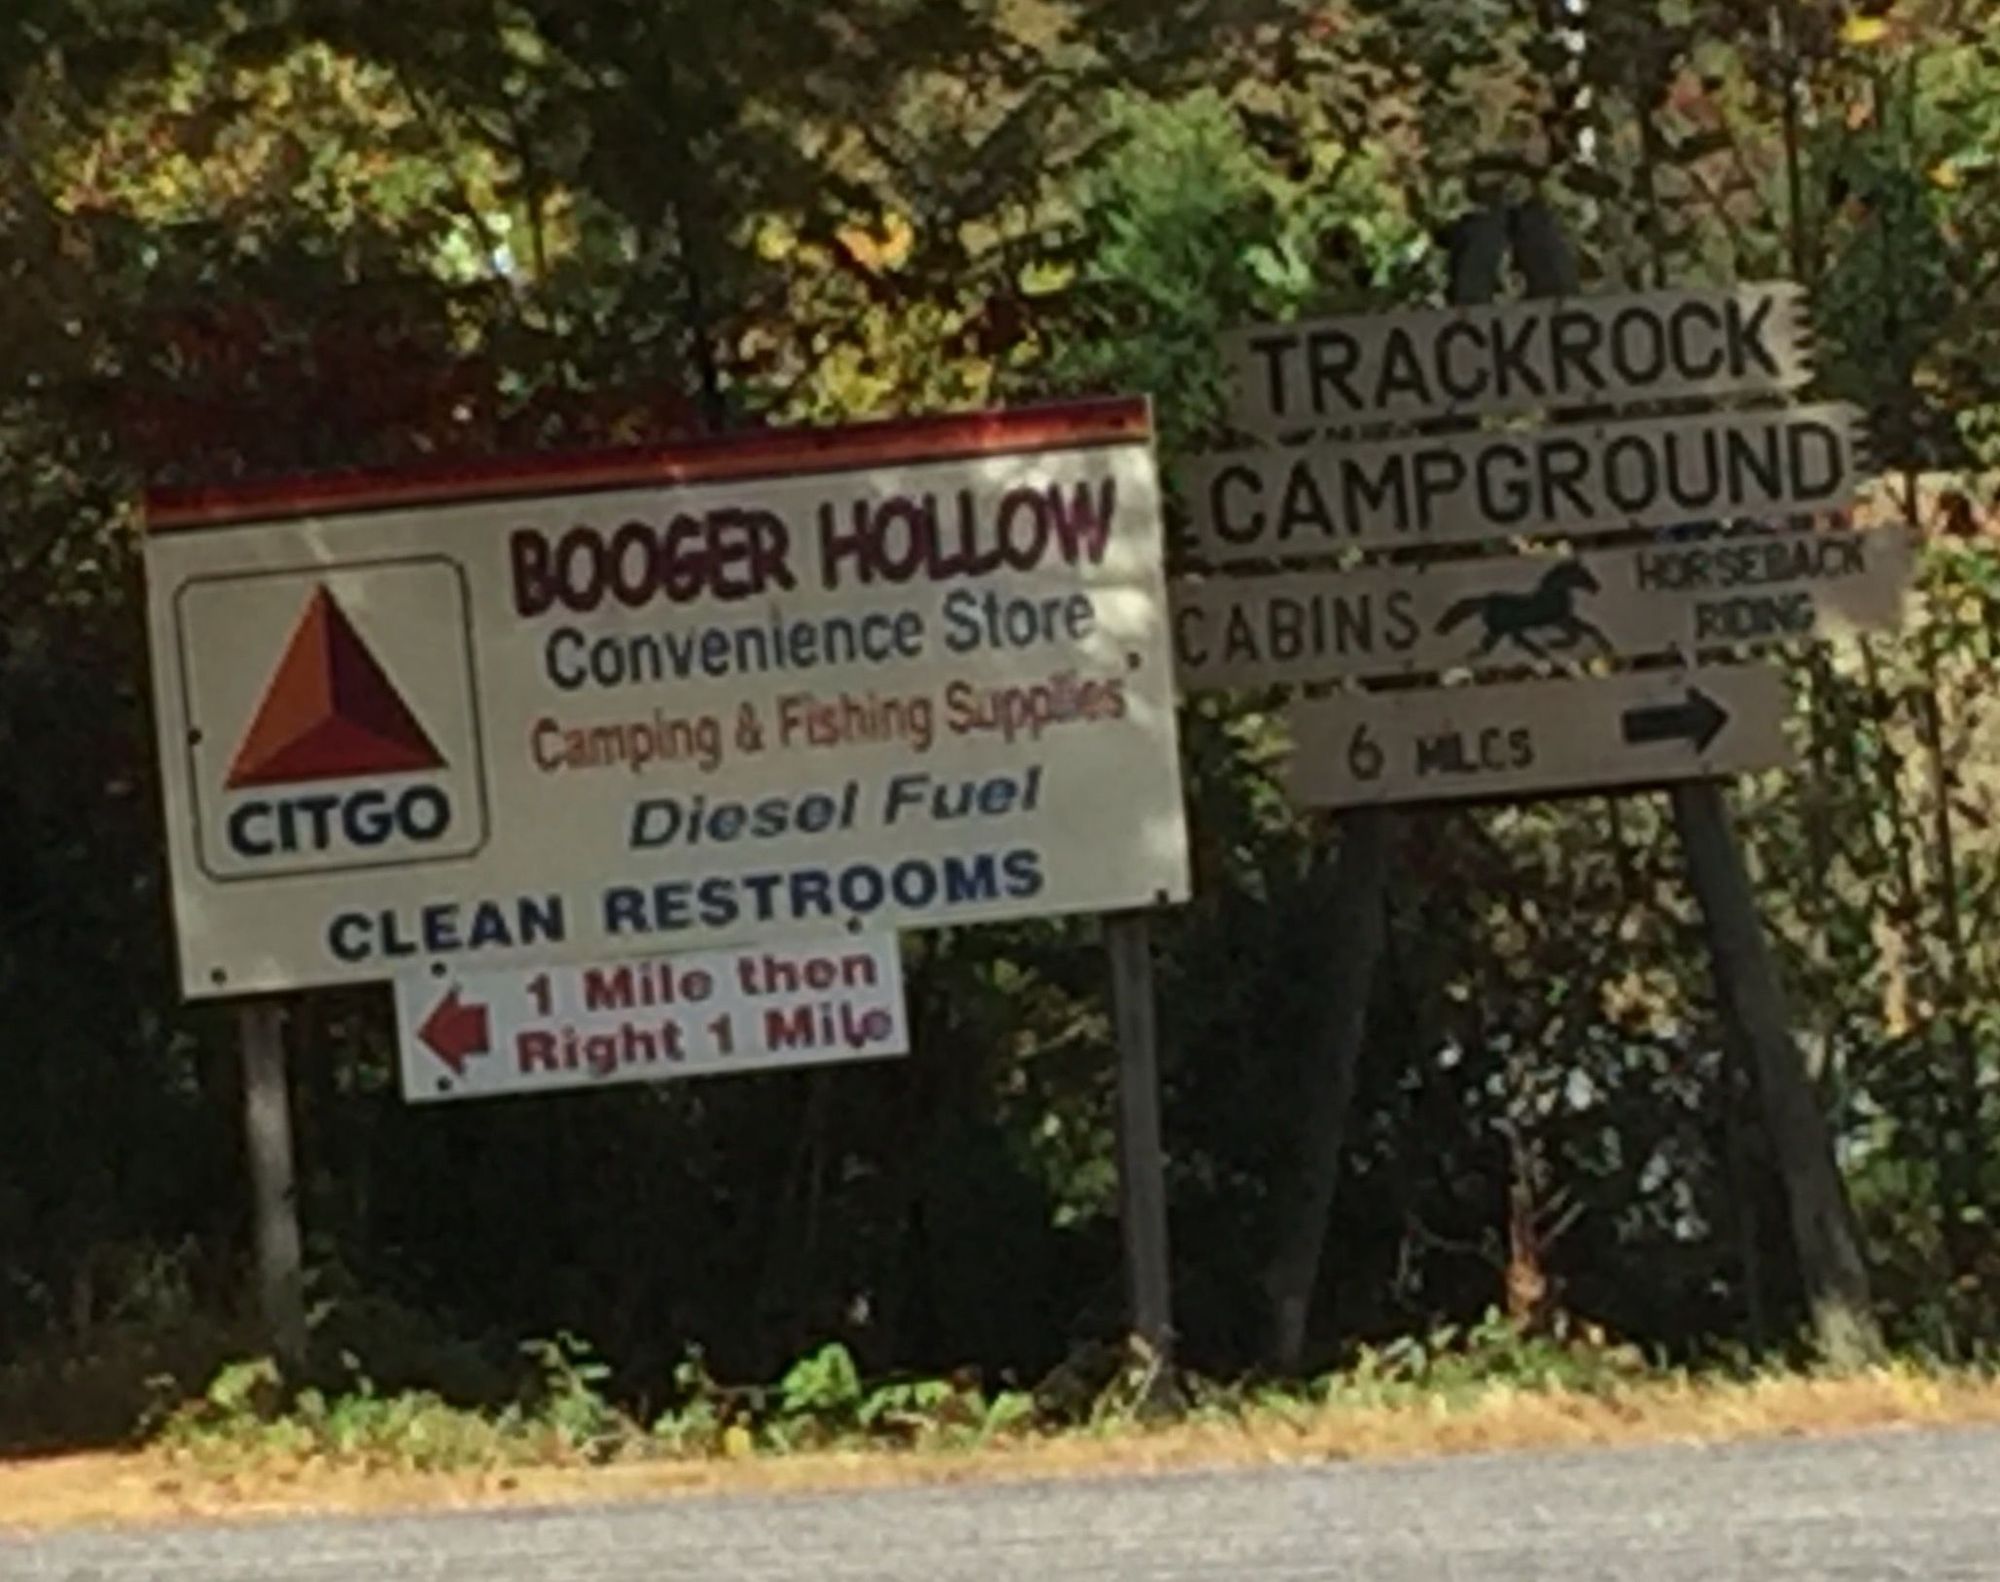 BOOGER HOLLOW
Convenience Store
Camping & Fishing Supplies
Diesel Fuel
CITGO
CLEAN RESTROOMS
1 Mile then
Right 1 Mile
TRACKROCK
CAMPGROUND
CABINS
HORSEBACK
RIDING
6 MILES